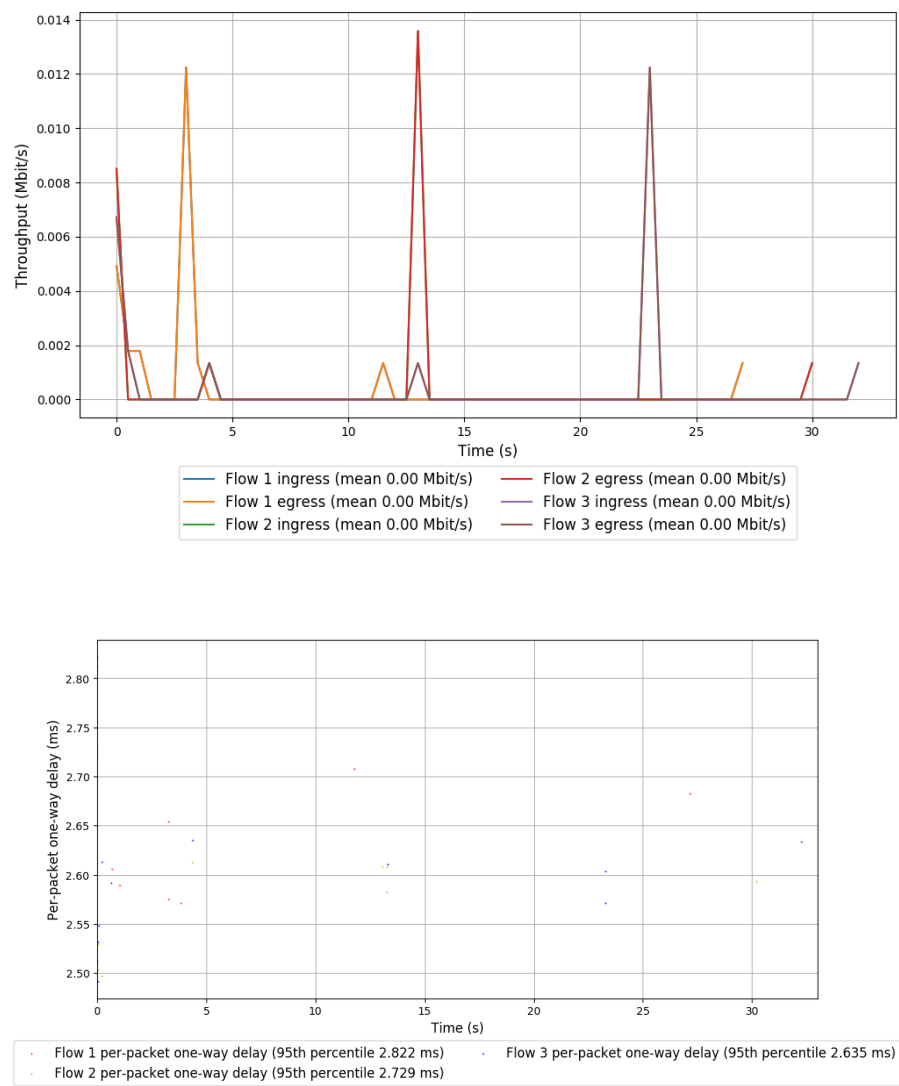 0.014
0.012
0.010
0.008
0.006
0.004
0.002
0.000
Throughput (Mbit/s)
0 5 10 15 20 25 30
Time (s)
Flow 1 ingress (mean 0.00 Mbit/s) Flow 2 egress (mean 0.00 Mbit/s)
Flow 1 egress (mean 0.00 Mbit/s) Flow 3 ingress (mean 0.00 Mbit/s)
Flow 2 ingress (mean 0.00 Mbit/s) Flow 3 egress (mean 0.00 Mbit/s)
2.80
2.75
2.70
2.65
2.60
2.55
2.50
Per-packet one-way delay (ms)
0 5 10 15 20 25 30
Time (s)
Flow 1 per-packet one-way delay (95th percentile 2.822 ms) Flow 3 per-packet one-way delay (95th percentile 2.635 ms)
Flow 2 per-packet one-way delay (95th percentile 2.729 ms)